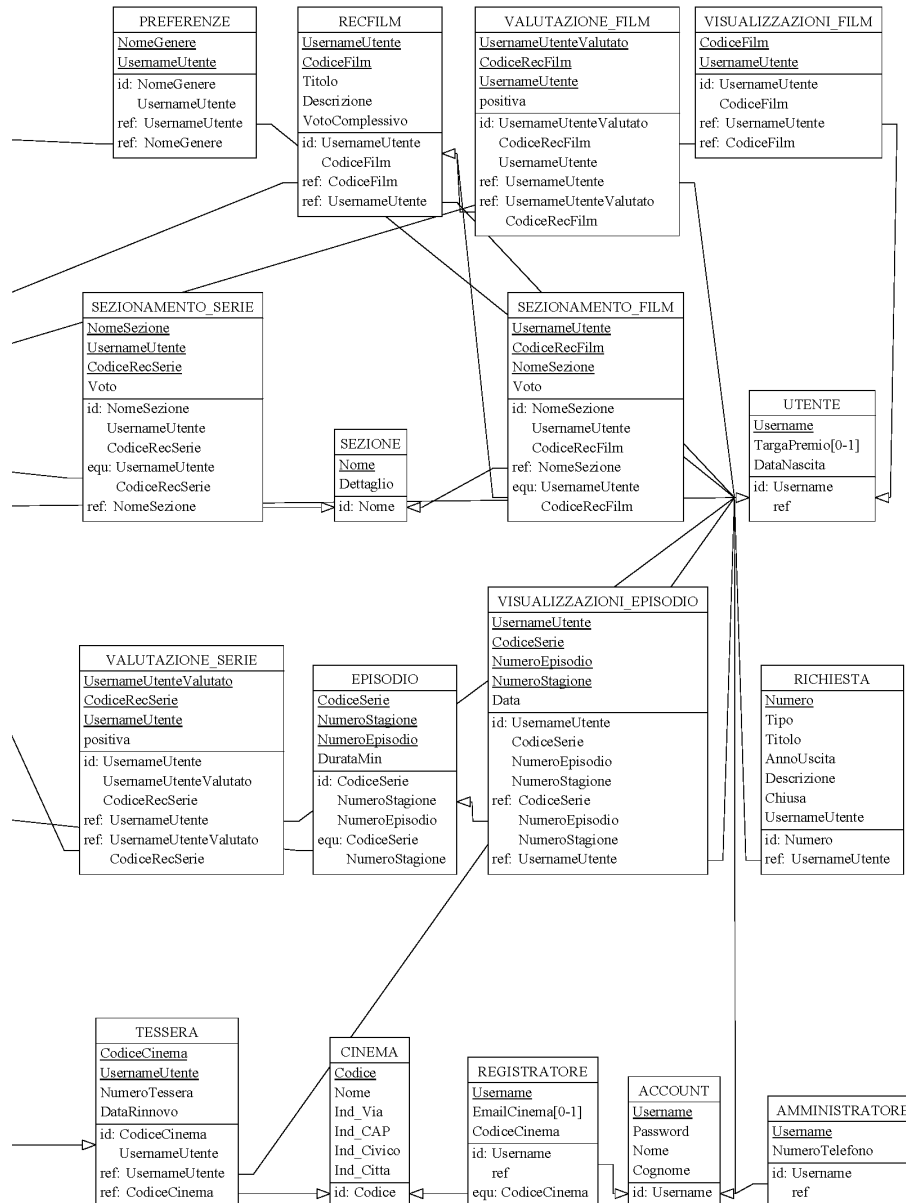 PREFERENZE
NomeGenere
UsernameUtente
id: NomeGenere
UsernameUtente
ref: UsernameUtente
ref: NomeGenere
RECFILM
UsernameUtente
CodiceFilm
Titolo
Descrizione
VotoComplessivo
id: UsernameUtente
CodiceFilm
ref: CodiceFilm
ref: UsernameUtente
VALUTAZIONE_FILM
UsernameUtenteValutato
CodiceRecFilm
UsernameUtente
positiva
id: UsernameUtenteValutato
CodiceRecFilm
UsernameUtente
ref: UsernameUtente
ref: UsernameUtenteValutato
CodiceRecFilm
VISUALIZZAZIONI_FILM
CodiceFilm
UsernameUtente
id: UsernameUtente
CodiceFilm
ref: UsernameUtente
ref: CodiceFilm
SEZIONAMENTO_SERIE
NomeSezione
UsernameUtente
CodiceRecSerie
Voto
id: NomeSezione
UsernameUtente
CodiceRecSerie
equ: UsernameUtente
CodiceRecSerie
ref: NomeSezione
SEZIONE
Nome
Dettaglio
id: Nome
SEZIONAMENTO_FILM
UsernameUtente
CodiceRecFilm
NomeSezione
Voto
id: NomeSezione
UsernameUtente
CodiceRecFilm
ref: NomeSezione
equ: UsernameUtente
CodiceRecFilm
UTENTE
Username
TargaPremio[0-1]
DataNascita
id: Username
ref
VALUTAZIONE_SERIE
UsernameUtenteValutato
CodiceRecSerie
UsernameUtente
positiva
id: UsernameUtente
UsernameUtenteValutato
CodiceRecSerie
ref: UsernameUtente
ref: UsernameUtenteValutato
CodiceRecSerie
EPISODIO
CodiceSerie
NumeroStagione
NumeroEpisodio
DurataMin
id: CodiceSerie
NumeroStagione
NumeroEpisodio
equ: CodiceSerie
NumeroStagione
VISUALIZZAZIONI_EPISODIO
UsernameUtente
CodiceSerie
NumeroEpisodio
NumeroStagione
Data
id: UsernameUtente
CodiceSerie
NumeroEpisodio
NumeroStagione
ref: CodiceSerie
NumeroEpisodio
NumeroStagione
ref: UsernameUtente
RICHIESTA
Numero
Tipo
Titolo
AnnoUscita
Descrizione
Chiusa
UsernameUtente
id: Numero
ref: UsernameUtente
TESSERA
CodiceCinema
UsernameUtente
NumeroTessera
DataRinnovo
id: CodiceCinema
UsernameUtente
ref: UsernameUtente
ref: CodiceCinema
CINEMA
Codice
Nome
Ind_Via
Ind_CAP
Ind_Civico
Ind_Citta
id: Codice
REGISTRATORE
Username
EmailCinema[0-1]
CodiceCinema
id: Username
ref
equ: CodiceCinema
ACCOUNT
Username
Password
Nome
Cognome
id: Username
AMMINISTRATORE
Username
NumeroTelefono
id: Username
ref